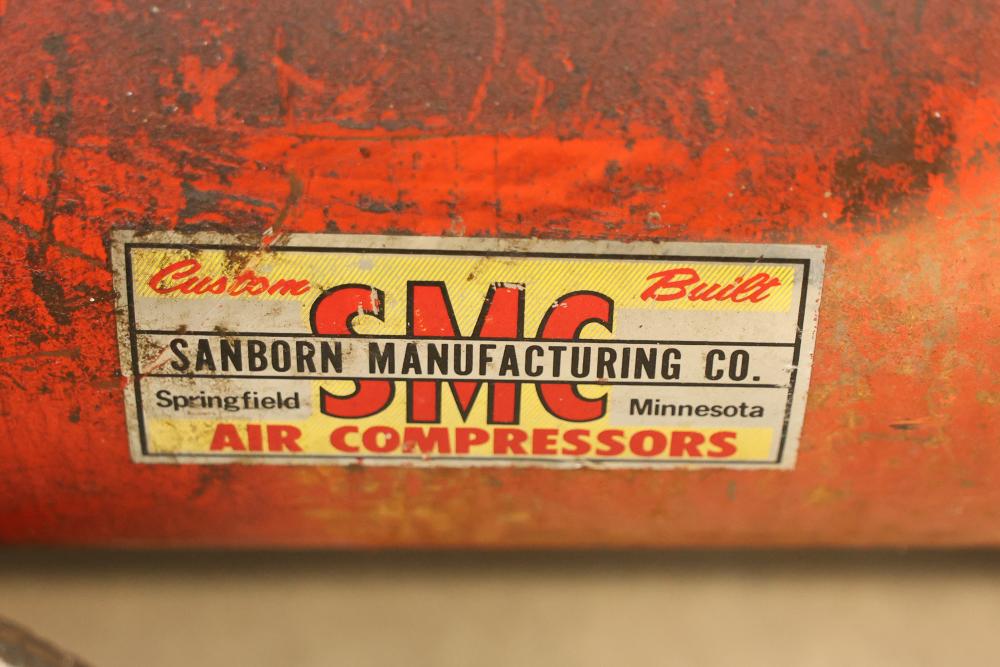 Custom Built
SMC
SANBORN MANUFACTURING CO.
Springfield Minnesota
AIR COMPRESSORS